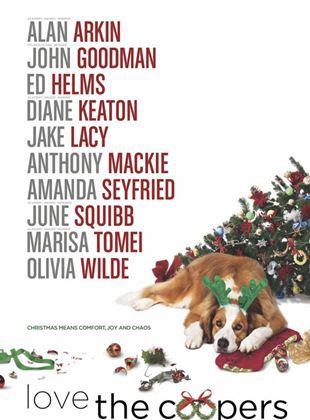 ALAN ARKIN
JOHN GOODMAN
ED HELMS
DIANE KEATON
JAKE LACY
ANTHONY MACKIE
AMANDA SEYFRIED
JUNE SQUIBB
MARISA TOMEI
OLIVIA WILDE
CHRISTMAS MEANS COMFORT, JOY AND CHAOS
love the coopers